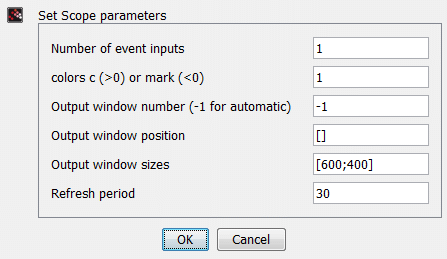 Set Scope parameters
Number of event inputs 1
colors c (>0) or mark (<0) 1
Output window number (-1 for automatic) -1
Output window position []
Output window sizes [600;400]
Refresh period 30
OK Cancel